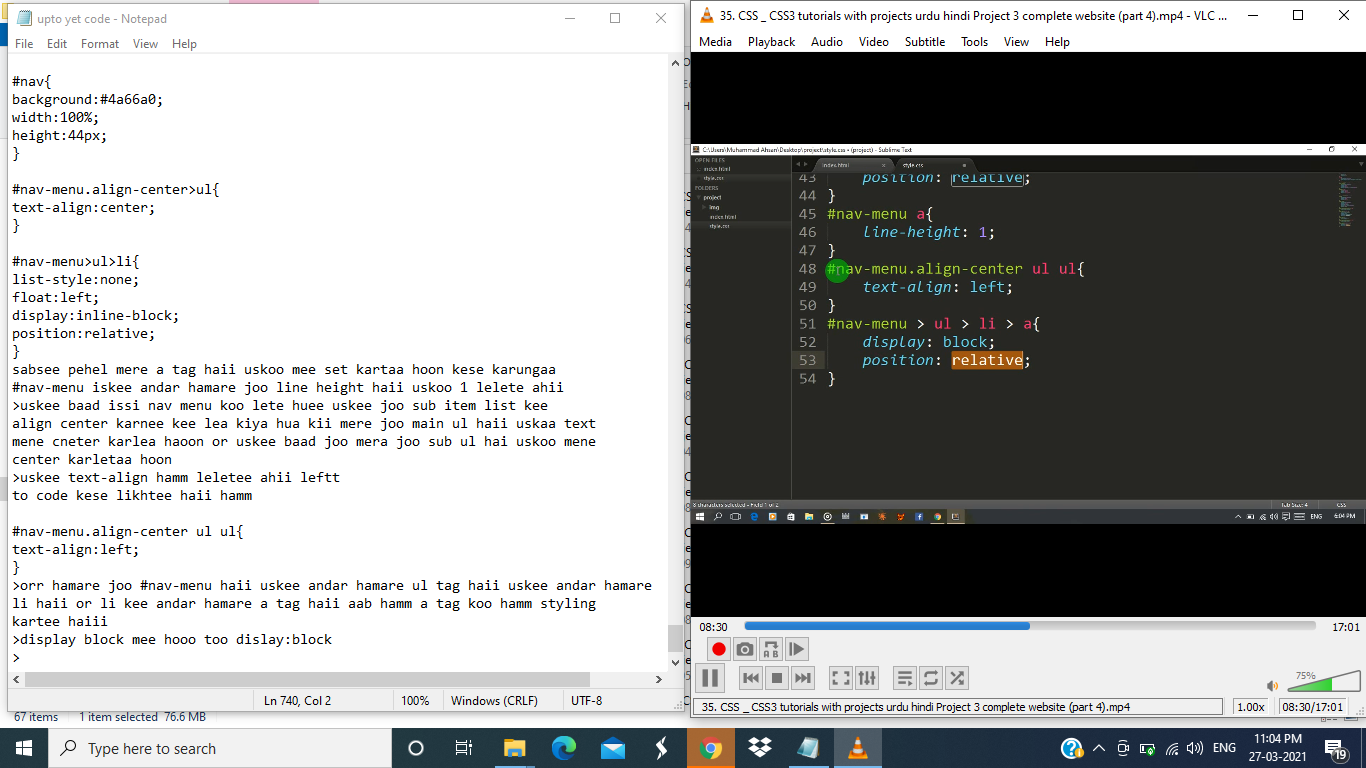 upto yet code - Notepad
File Edit Format View Help
#nav{
background:#4a66a0;
width:100%;
height:44px;
}
#nav-menu.align-center>ul{
text-align:center;
}
#nav-menu>ul>li{
list-style:none;
float:left;
display:inline-block;
position:relative;
}
sabsee pehel mere a tag haii uskoo mee set kartaa hoon kese karungaa
#nav-menu iskee andar hamare joo line height haii uskoo 1 lelete ahii
>uskee baad issi nav menu koo lete huee uskee joo sub item list kee
align center karnee kee lea kiya hua kii mere joo main ul haii uskaa text
mene cneter karlea haoon or uskee baad joo mera joo sub ul hai uskoo mene
center karletaa hoon
>uskee text-align hamm leletee ahii leftt
to code kese likhtee haii hamm
#nav-menu.align-center ul ul{
text-align:left;
}
>orr hamare joo #nav-menu haii uskee andar hamare ul tag haii uskee andar hamare
li haii or li kee andar hamare a tag haii aab hamm a tag koo hamm styling
kartee haiii
>display block mee hooo too dislay:block
>
Ln 740, Col 2 100% Windows (CRLF) UTF-8
67 items 1 item selected 76.6 MB
35. CSS _ CSS3 tutorials with projects urdu hindi Project 3 complete website (part 4).mp4 - VLC ...
Media Playback Audio Video Subtitle Tools View Help
C:\Users\Muhammad Ahsan\Desktop\project\style.css • (project) - Sublime Text
OPEN FILES
index.html
style.css
FOLDERS
project
img
index.html
style.css
index.html style.css
43 position: relative;
44 }
45 #nav-menu a{
46 line-height: 1;
47 }
48 #nav-menu.align-center ul ul{
49 text-align: left;
50 }
51 #nav-menu > ul > li > a{
52 display: block;
53 position: relative;
54 }
8 characters selected - Field 1 of 2 Tab Size: 4 CSS
ENG 6:04 PM
08:30 17:01
75%
35. CSS _ CSS3 tutorials with projects urdu hindi Project 3 complete website (part 4).mp4 1.00x 08:30/17:01
Type here to search
ENG 11:04 PM
27-03-2021
19